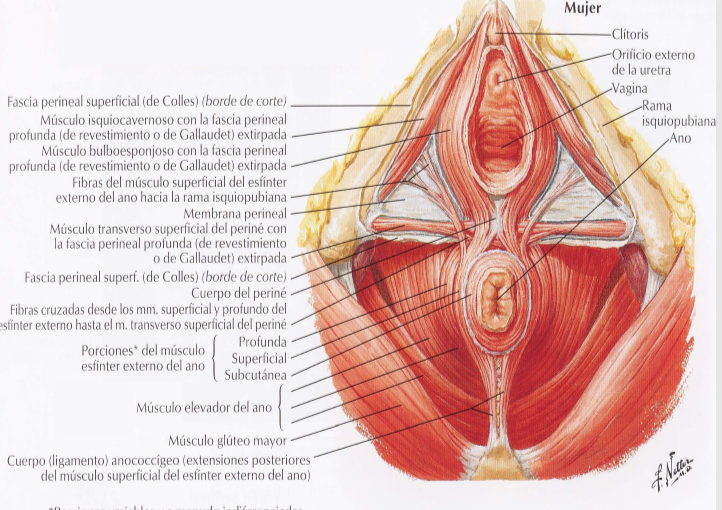 Mujer
Clítoris
Orificio externo
de la uretra
Vagina
Rama
isquiopubiana
Ano
Fascia perineal superficial (de Colles) (borde de corte)
Músculo isquiocavernoso con la fascia perineal
profunda (de revestimiento o de Gallaudet) extirpada
Músculo bulboesponjoso con la fascia perineal
profunda (de revestimiento o de Gallaudet) extirpada
Fibras del músculo superficial del esfínter
externo del ano hacia la rama isquiopubiana
Membrana perineal
Músculo transverso superficial del periné con
la fascia perineal profunda (de revestimiento
o de Gallaudet) extirpada
Fascia perineal superf. (de Colles) (borde de corte)
Cuerpo del periné
Fibras cruzadas desde los mm. superficial y profundo del
esfínter externo hasta el m. transverso superficial del periné
Porciones* del músculo
esfínter externo del ano
Profunda
Superficial
Subcutánea
Músculo elevador del ano
Músculo glúteo mayor
Cuerpo (ligamento) anococcígeo (extensiones posteriores
del músculo superficial del esfínter externo del ano)
F. Netter
M.D.